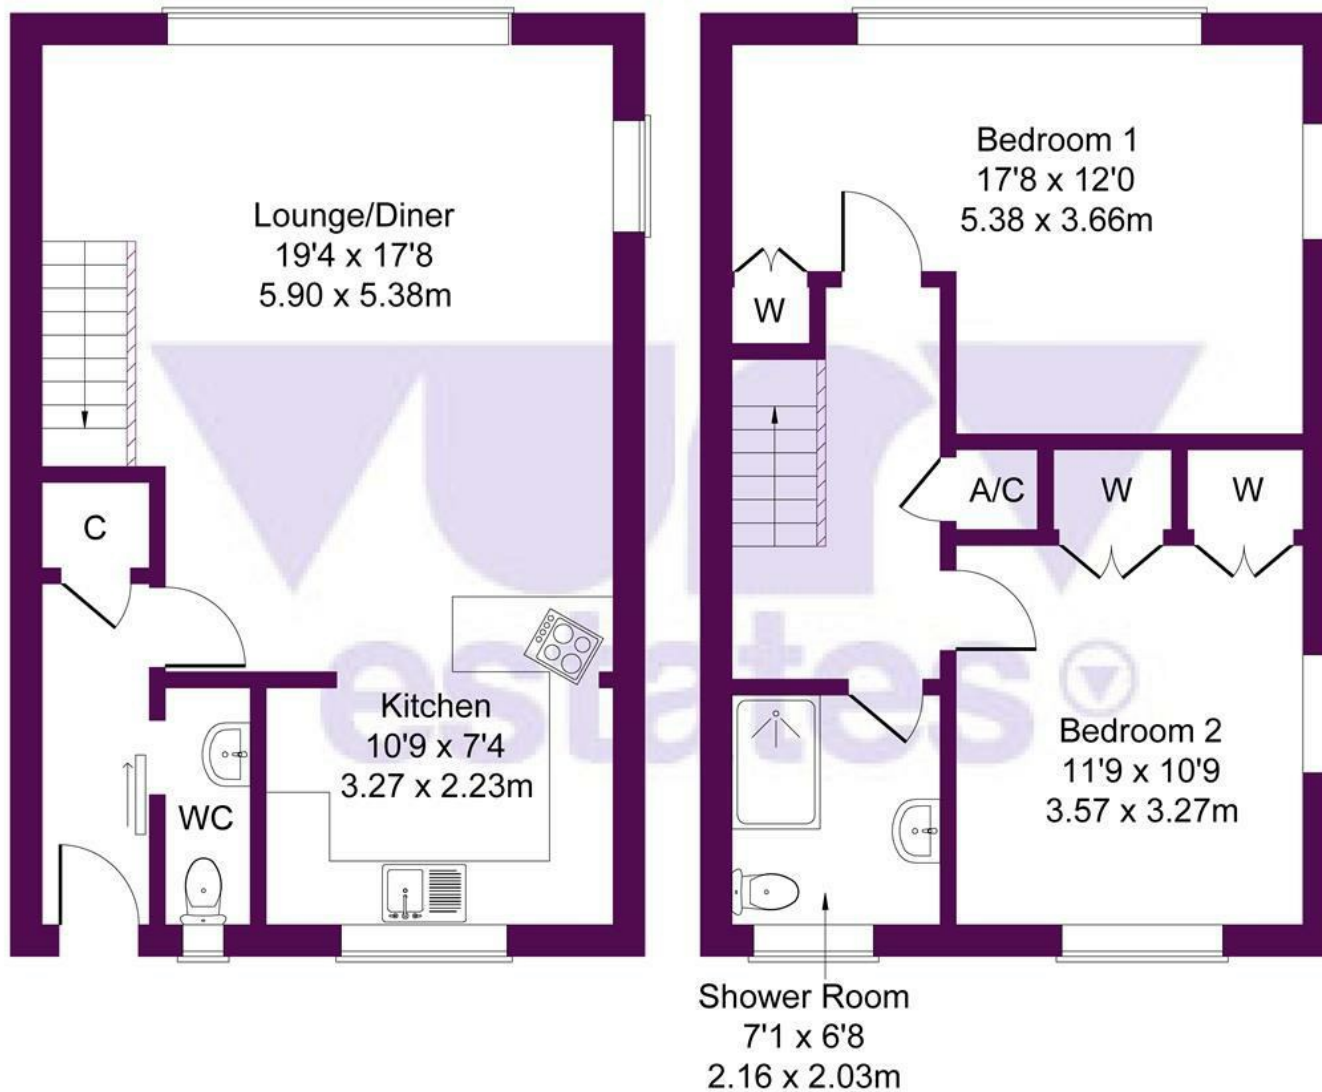 Lounge/Diner
19'4 x 17'8
5.90 x 5.38m
C
Kitchen
10'9 x 7'4
3.27 x 2.23m
WC
Bedroom 1
17'8 x 12'0
5.38 x 3.66m
W
A/C
W
W
Bedroom 2
11'9 x 10'9
3.57 x 3.27m
Shower Room
7'1 x 6'8
2.16 x 2.03m
estates